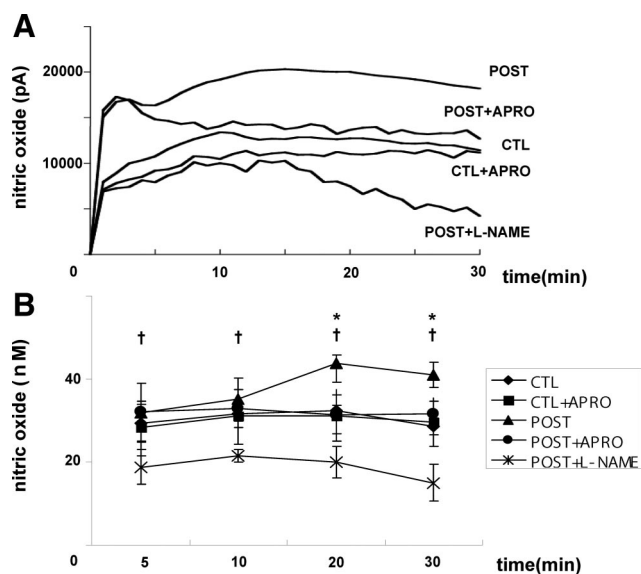 A
nitric oxide (pA)
20000
10000
0
10
20
30
time(min)
POST
POST+APRO
CTL
CTL+APRO
POST+L-NAME
B
nitric oxide (nM)
40
20
0
5
10
20
30
time(min)
†
†
*
†
*
†
CTL
CTL+APRO
POST
POST+APRO
POST+L-NAME